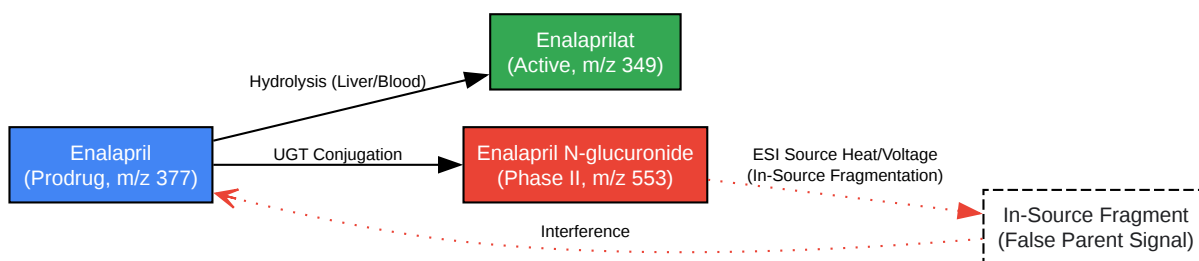 Enalaprilat
(Active, m/z 349)
Hydrolysis (Liver/Blood)
Enalapril
(Prodrug, m/z 377)
UGT Conjugation
Enalapril N-glucuronide
(Phase II, m/z 553)
ESI Source Heat/Voltage
(In-Source Fragmentation)
In-Source Fragment
(False Parent Signal)
Interference